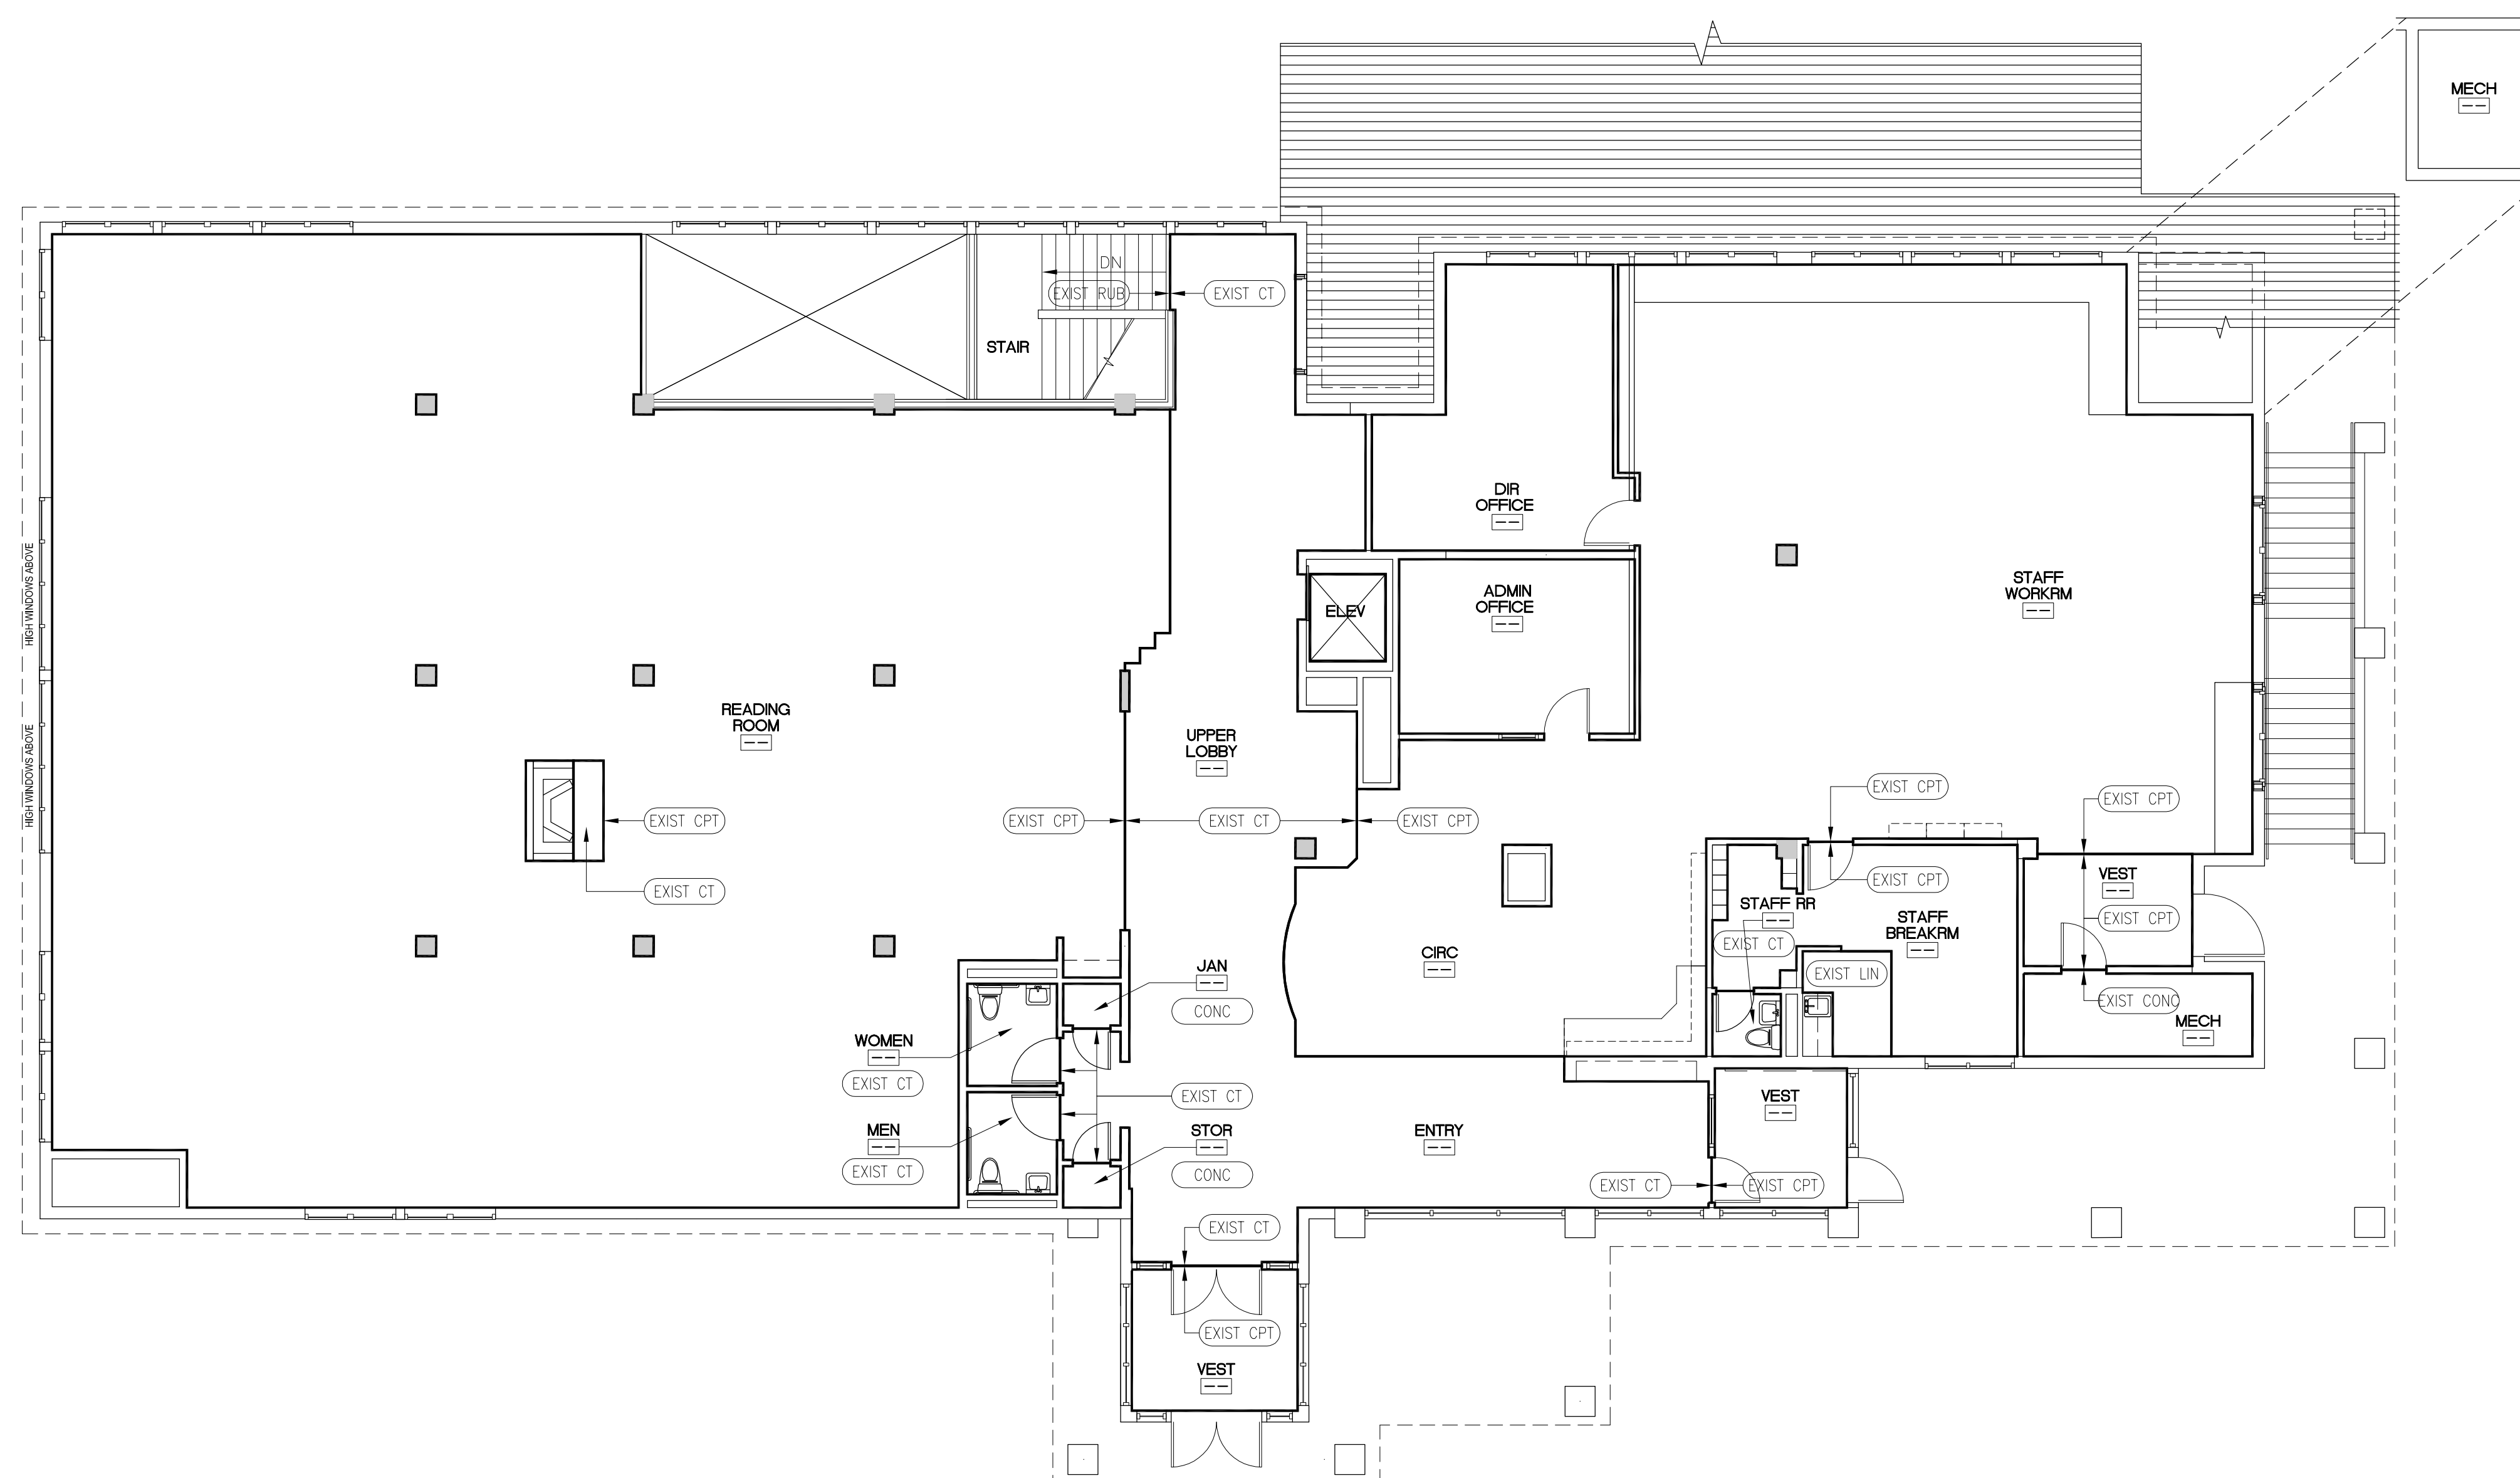 MECH
--
DN
EXIST RUB
EXIST CT
STAIR
DIR
OFFICE
--
HIGH WINDOWS ABOVE
ELEV
ADMIN
OFFICE
--
STAFF
WORKRM
--
READING
ROOM
--
UPPER
LOBBY
--
HIGH WINDOWS ABOVE
EXIST CPT
EXIST CPT
EXIST CPT
EXIST CPT
EXIST CT
EXIST CPT
EXIST CT
EXIST CPT
VEST
--
EXIST CPT
STAFF RR
--
EXIST CT
STAFF
BREAKRM
--
CIRC
--
EXIST LIN
JAN
--
CONC
EXIST CONC
MECH
--
WOMEN
--
EXIST CT
EXIST CT
VEST
--
MEN
--
EXIST CT
STOR
--
CONC
ENTRY
--
EXIST CT
EXIST CPT
EXIST CT
EXIST CPT
VEST
--